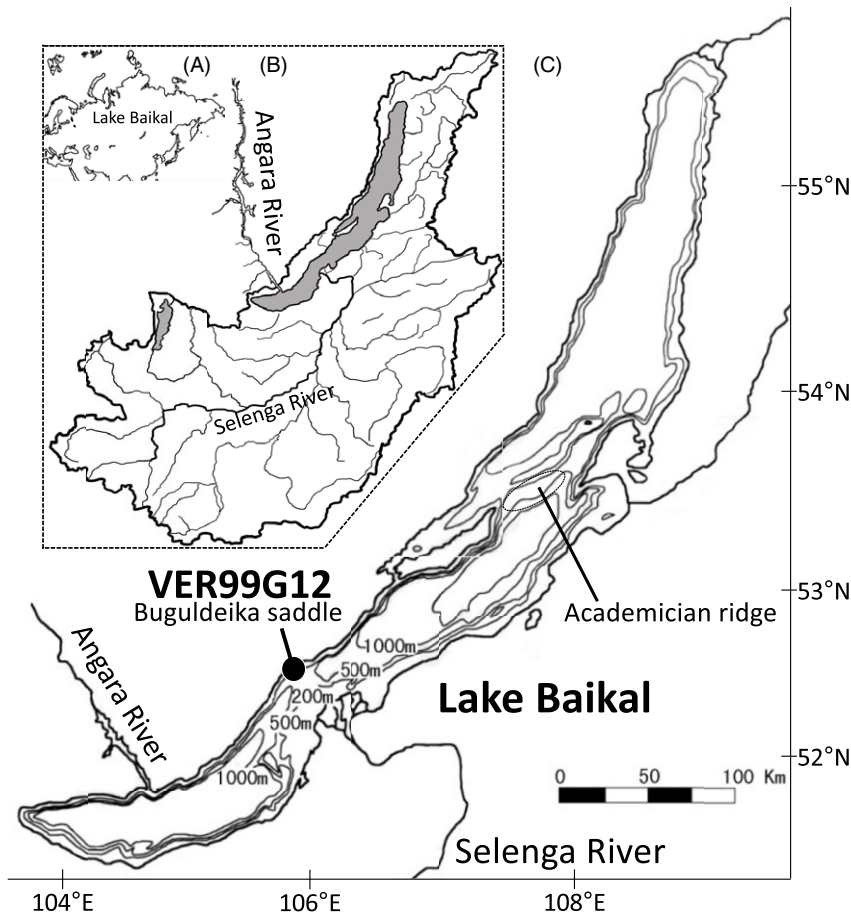 (A)
(B)
(C)
Lake Baikal
Angara River
Selenga River
55°N
54°N
53°N
52°N
VER99G12
Buguldeika saddle
Academician ridge
1000m
500m
200m
500m
1000m
Angara River
Lake Baikal
0 50 100 Km
Selenga River
104°E 106°E 108°E